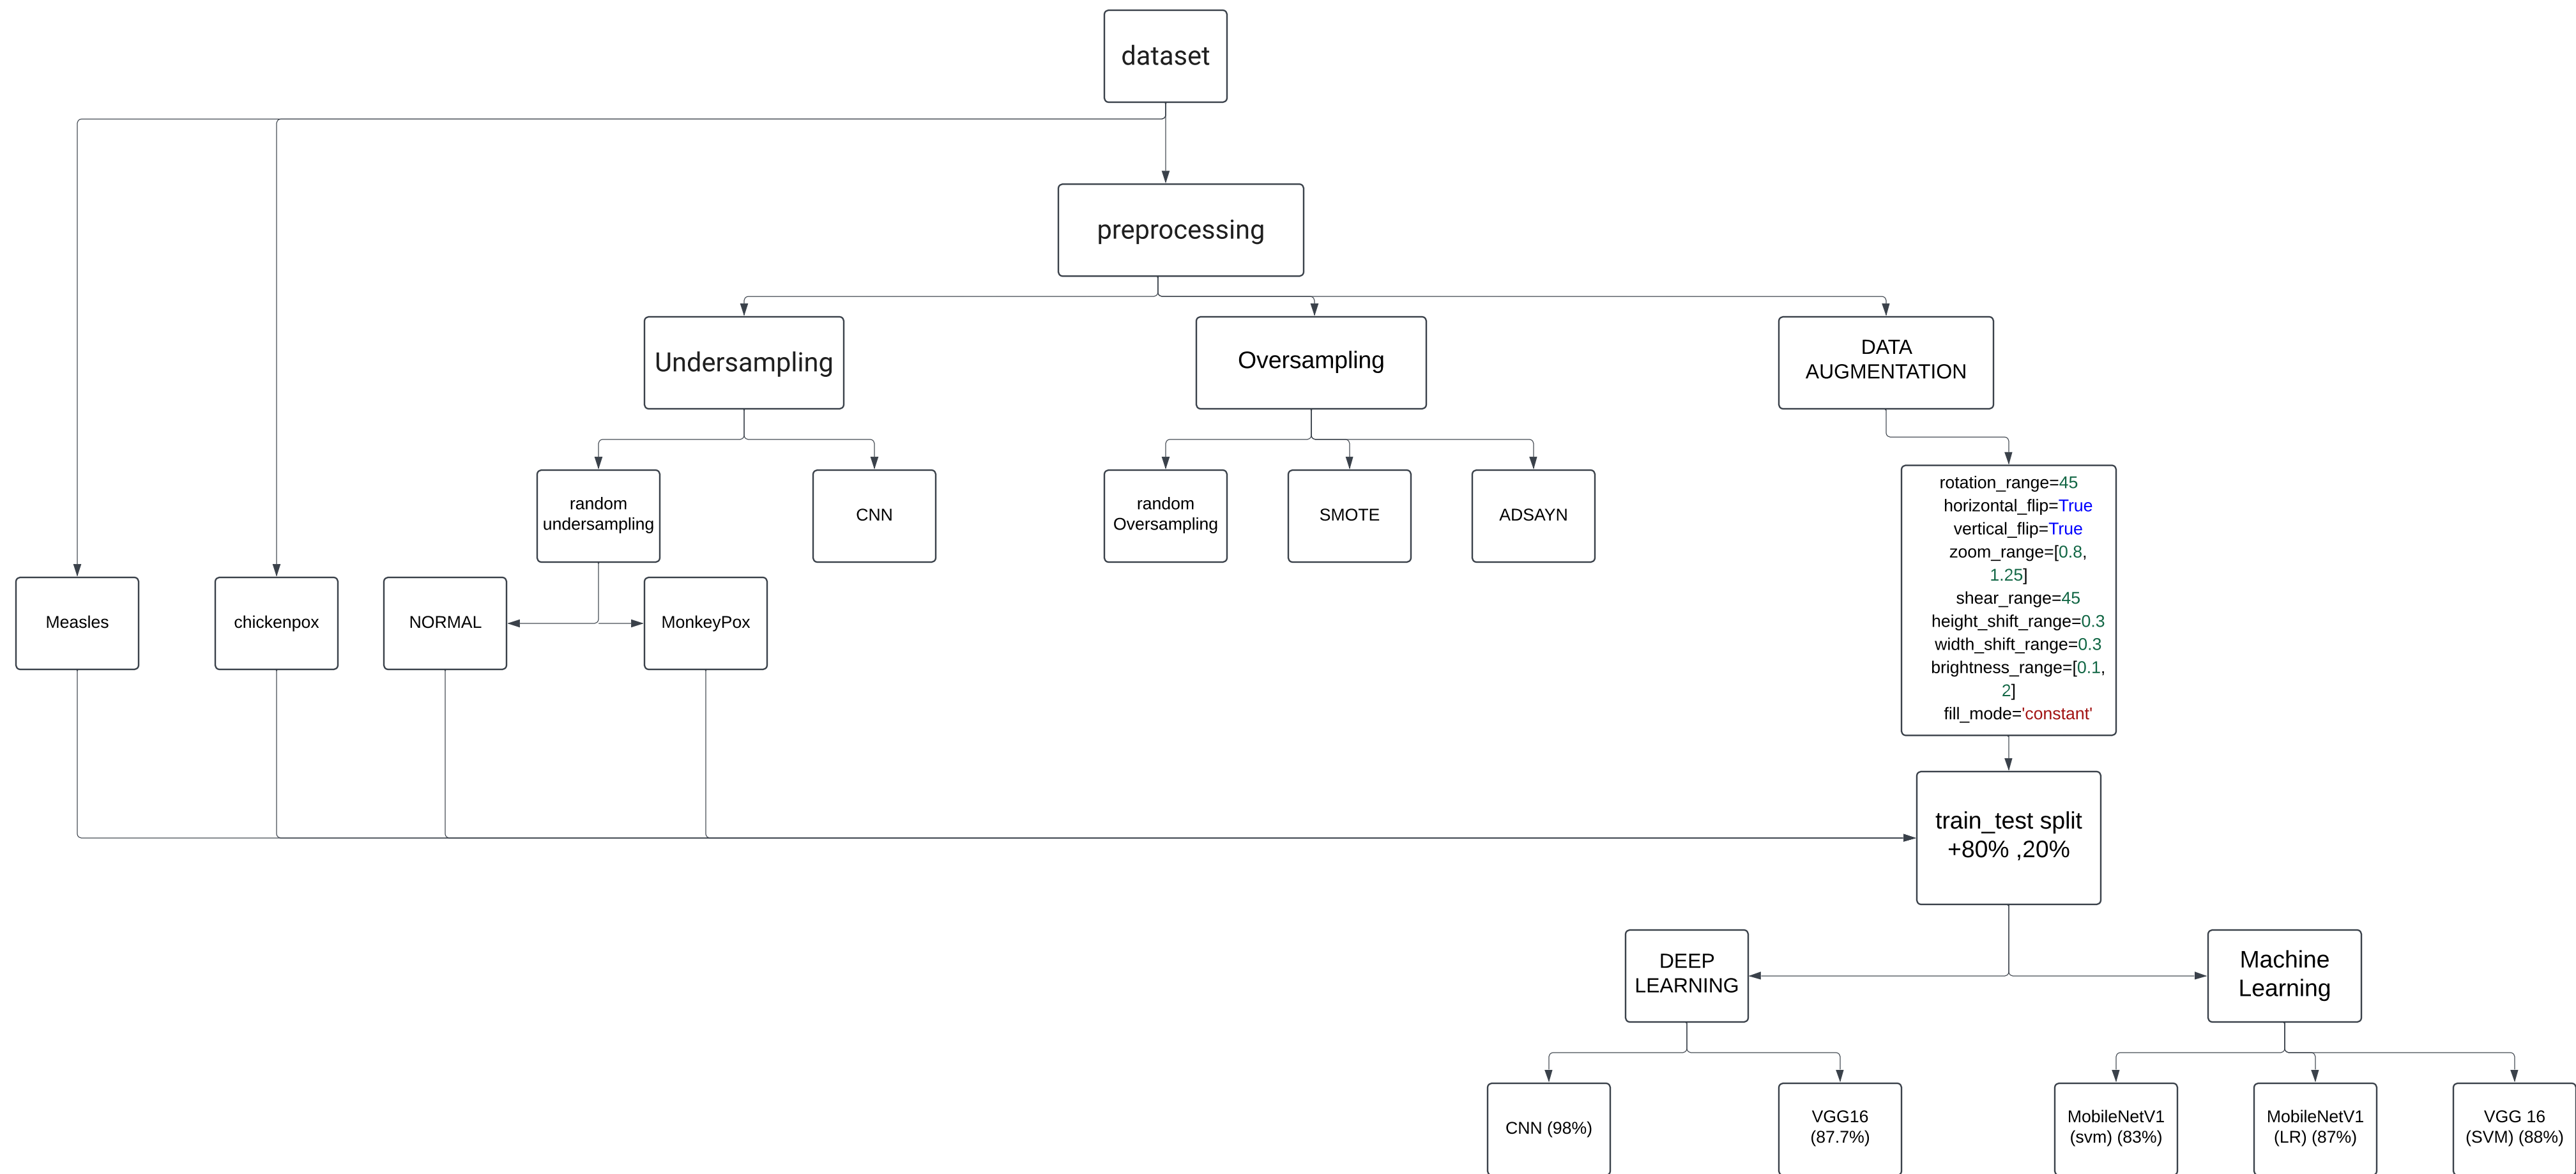 dataset
preprocessing
Undersampling
Oversampling
DATA
AUGMENTATION
random
undersampling
CNN
random
Oversampling
SMOTE
ADSAYN
rotation_range=45
horizontal_flip=True
vertical_flip=True
zoom_range=[0.8,
1.25]
shear_range=45
height_shift_range=0.3
width_shift_range=0.3
brightness_range=[0.1,
2]
fill_mode='constant'
Measles
chickenpox
NORMAL
MonkeyPox
train_test split
+80% ,20%
DEEP
LEARNING
Machine
Learning
CNN (98%)
VGG16
(87.7%)
MobileNetV1
(svm) (83%)
MobileNetV1
(LR) (87%)
VGG 16
(SVM) (88%)